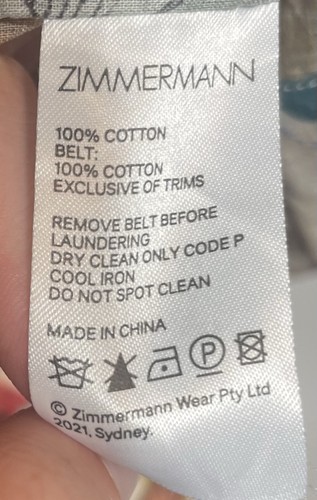 ZIMMERMANN
100% COTTON
BELT:
100% COTTON
EXCLUSIVE OF TRIMS
REMOVE BELT BEFORE
LAUNDERING
DRY CLEAN ONLY CODE P
COOL IRON
DO NOT SPOT CLEAN
MADE IN CHINA
P
© Zimmermann Wear Pty Ltd
2021, Sydney.